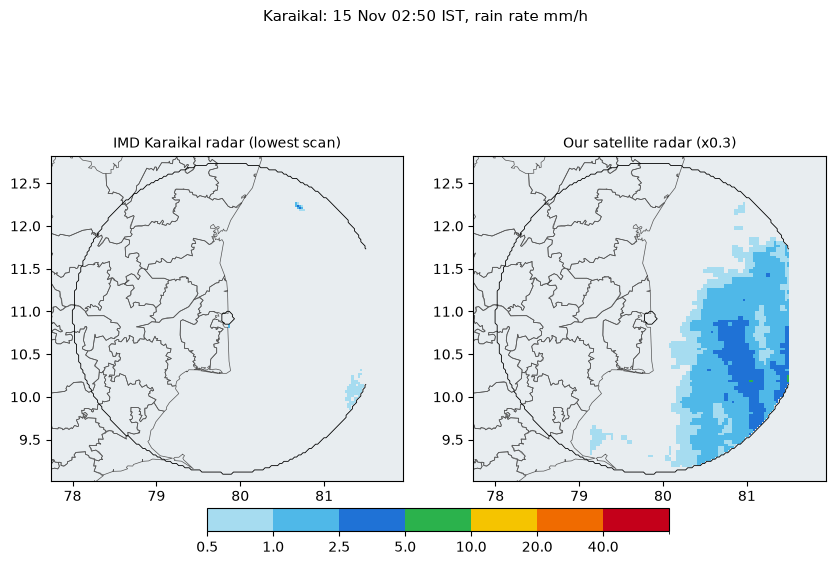 Karaikal: 15 Nov 02:50 IST, rain rate mm/h
IMD Karaikal radar (lowest scan)
12.5
12.0
11.5
11.0
10.5
10.0
9.5
78 79 80 81
Our satellite radar (x0.3)
12.5
12.0
11.5
11.0
10.5
10.0
9.5
78 79 80 81
0.5 1.0 2.5 5.0 10.0 20.0 40.0